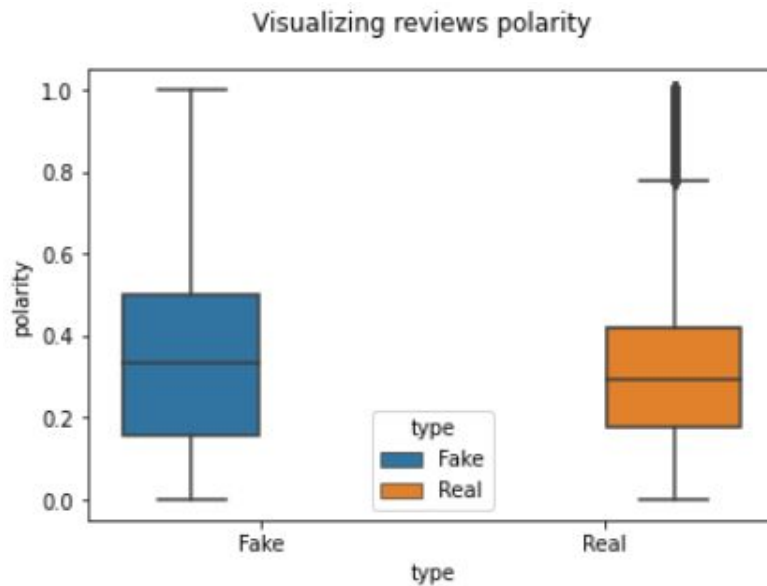 Visualizing reviews polarity
1.0
0.8
0.6
0.4
0.2
0.0
polarity
type
Fake
Real
Fake
Real
type